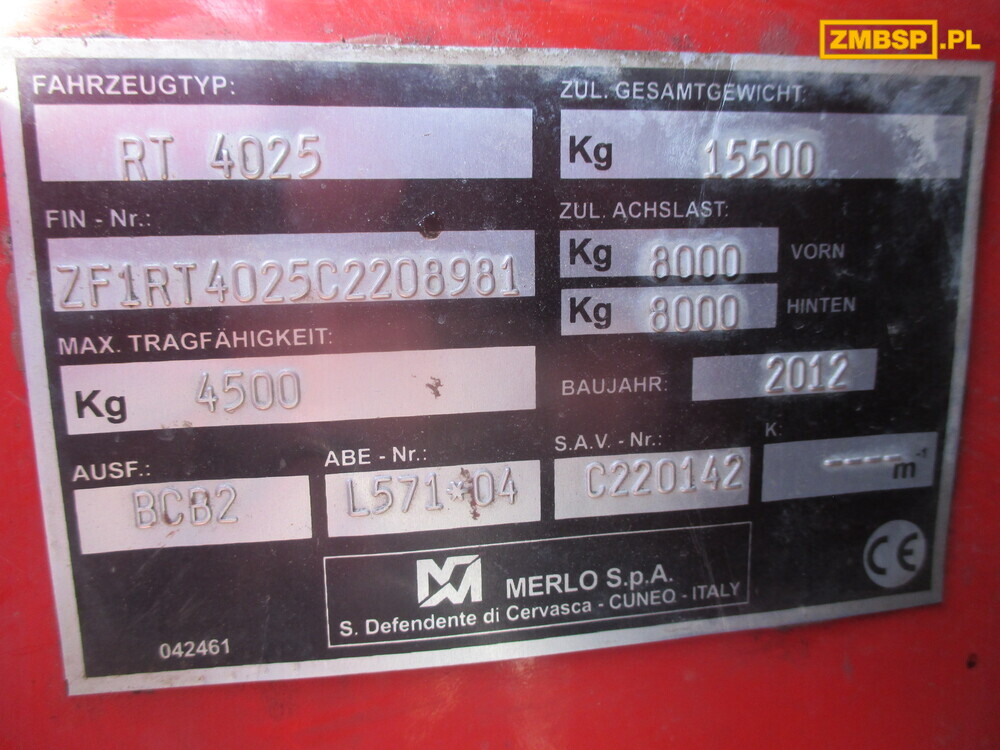 ZMBSP.PL
FAHRZEUGTYP:
RT 4025
FIN - Nr.:
ZF1RT4025C2208981
MAX. TRAGFÄHIGKEIT:
Kg 4500
AUSF.:
BCB2
ABE - Nr.:
L571*04
ZUL. GESAMTGEWICHT:
Kg 15500
ZUL. ACHSLAST:
Kg 8000 VORN
Kg 8000 HINTEN
BAUJAHR: 2012
S.A.V. - Nr.:
C220142
K:
---- m-1
MERLO S.p.A.
S. Defendente di Cervasca - CUNEO - ITALY
CE
042461